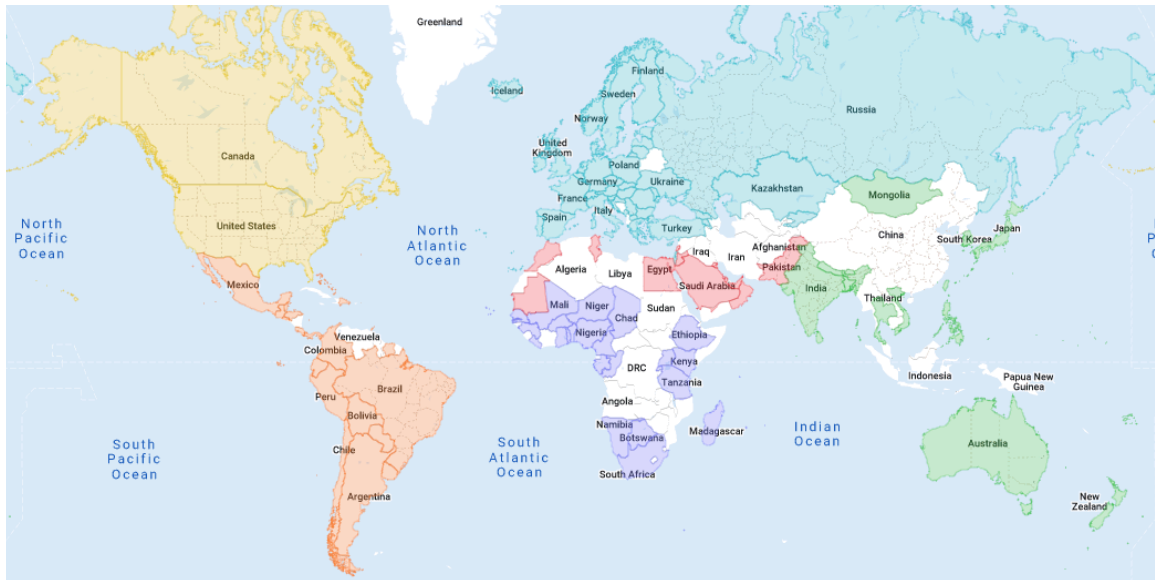 Greenland
Iceland
Finland
Sweden
Norway
Russia
United
Kingdom
Poland
Germany
Ukraine
France
Kazakhstan
Mongolia
Canada
Spain
Italy
Turkey
North
Pacific
Ocean
United States
North
Atlantic
Ocean
China
South Korea
Japan
Iraq
Iran
Afghanistan
Algeria
Libya
Egypt
Pakistan
Saudi Arabia
India
Mexico
Mali
Niger
Chad
Sudan
Thailand
Nigeria
Ethiopia
Venezuela
Colombia
Kenya
DRC
Tanzania
Indonesia
Papua New
Guinea
Brazil
Peru
Angola
Bolivia
Namibia
Botswana
Madagascar
Indian
Ocean
South
Pacific
Ocean
Chile
South
Atlantic
Ocean
Australia
South Africa
Argentina
New
Zealand